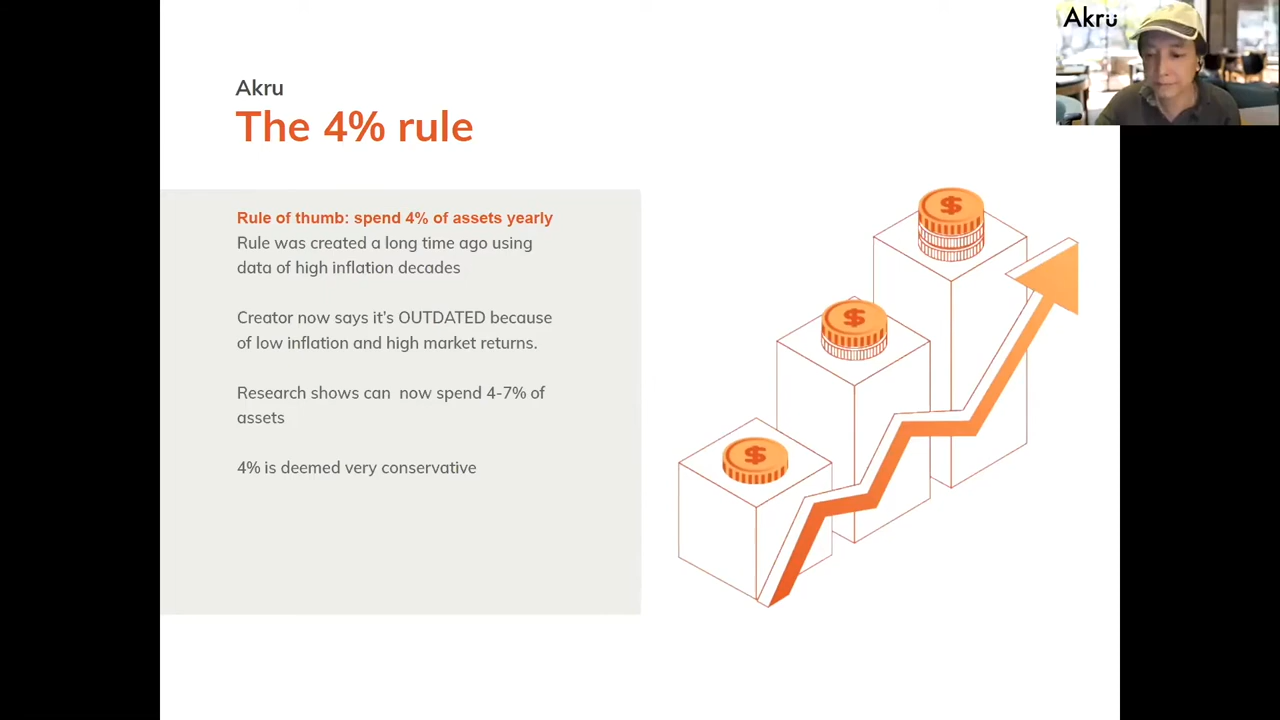 Akru
Akru
The 4% rule
Rule of thumb: spend 4% of assets yearly
Rule was created a long time ago using
data of high inflation decades
Creator now says it's OUTDATED because
of low inflation and high market returns.
Research shows can  now spend 4-7% of
assets
4% is deemed very conservative
$
$
$